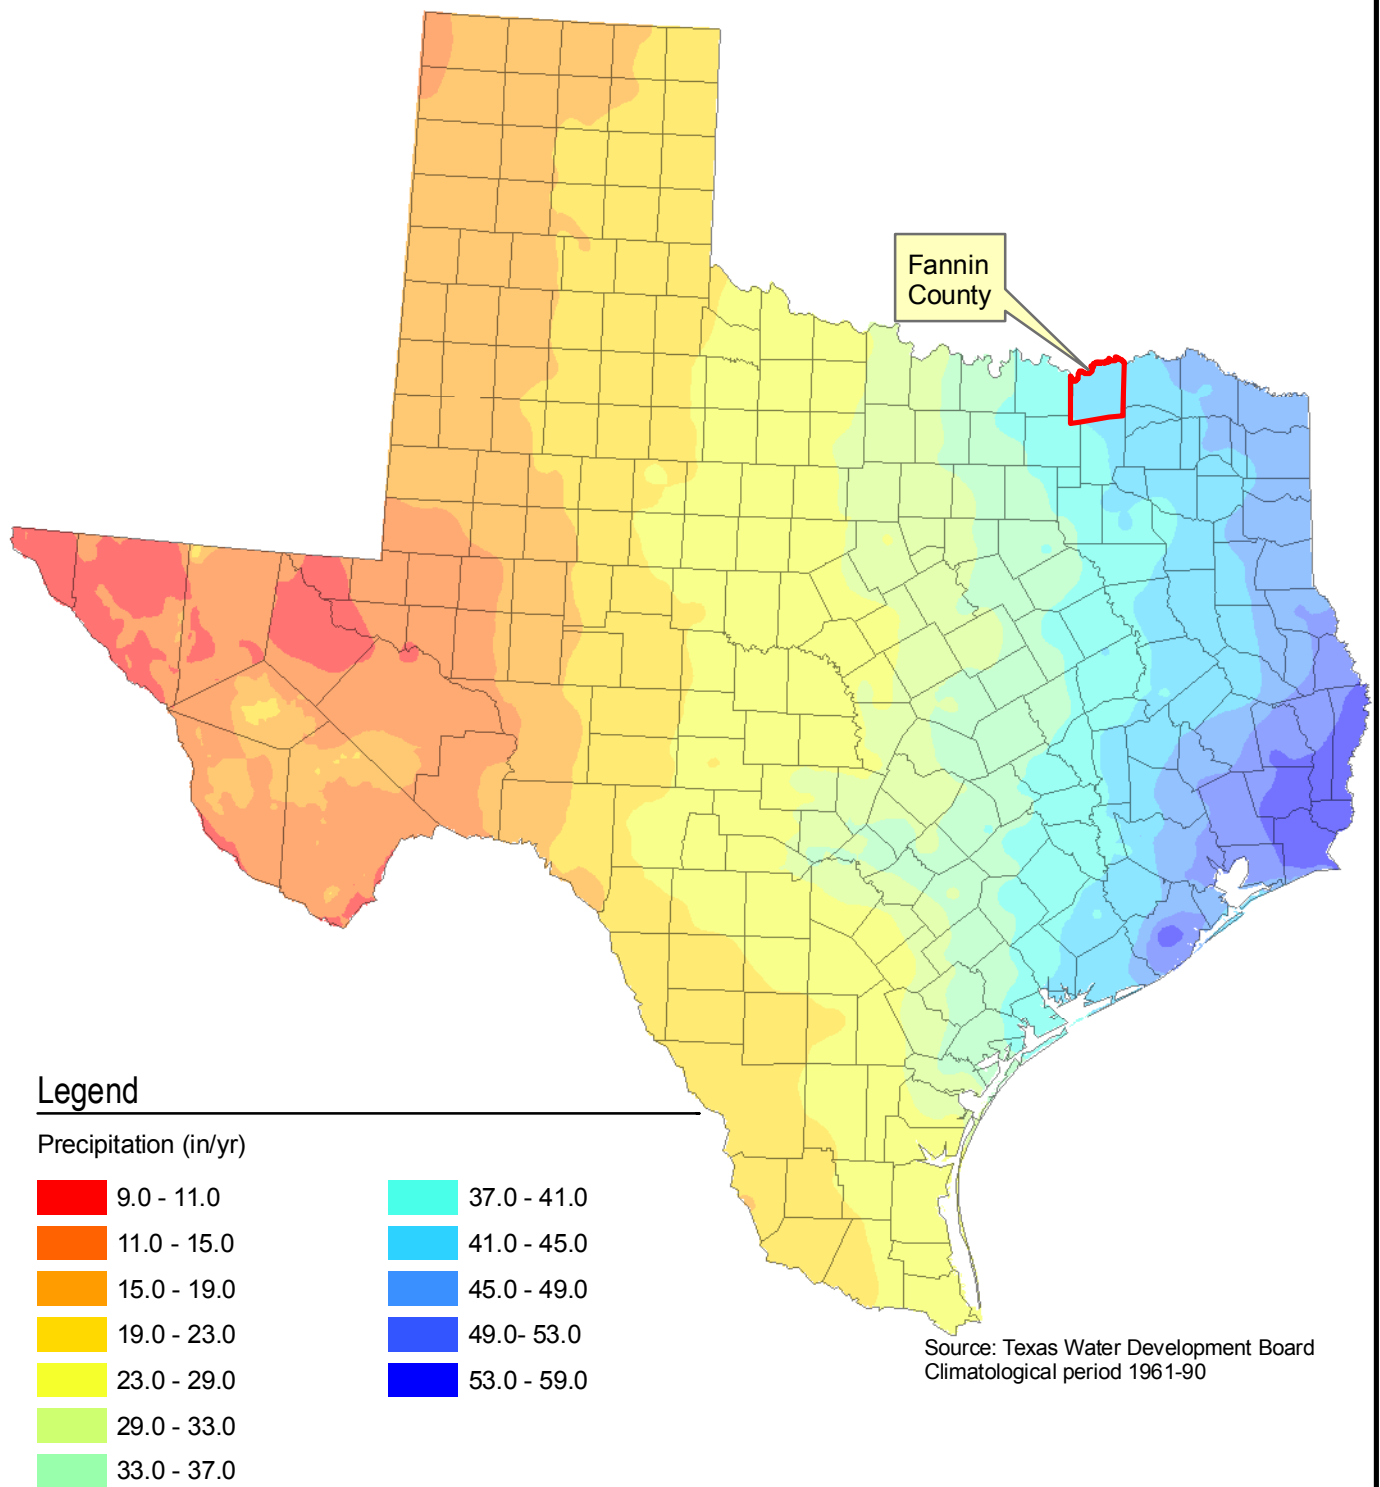 Fannin
County
Legend
Precipitation (in/yr)
9.0 - 11.0
11.0 - 15.0
15.0 - 19.0
19.0 - 23.0
23.0 - 29.0
29.0 - 33.0
33.0 - 37.0
37.0 - 41.0
41.0 - 45.0
45.0 - 49.0
49.0- 53.0
53.0 - 59.0
Source: Texas Water Development Board
Climatological period 1961-90